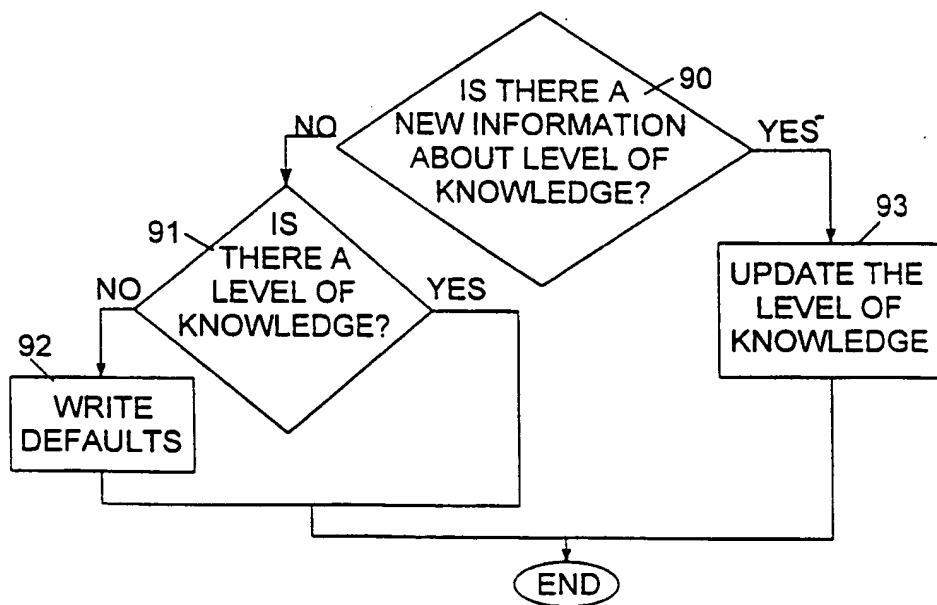 90
IS THERE A
NEW INFORMATION
ABOUT LEVEL OF
KNOWLEDGE?
NO
YES
91
IS
THERE A
LEVEL OF
KNOWLEDGE?
NO
YES
93
UPDATE THE
LEVEL OF
KNOWLEDGE
92
WRITE
DEFAULTS
END